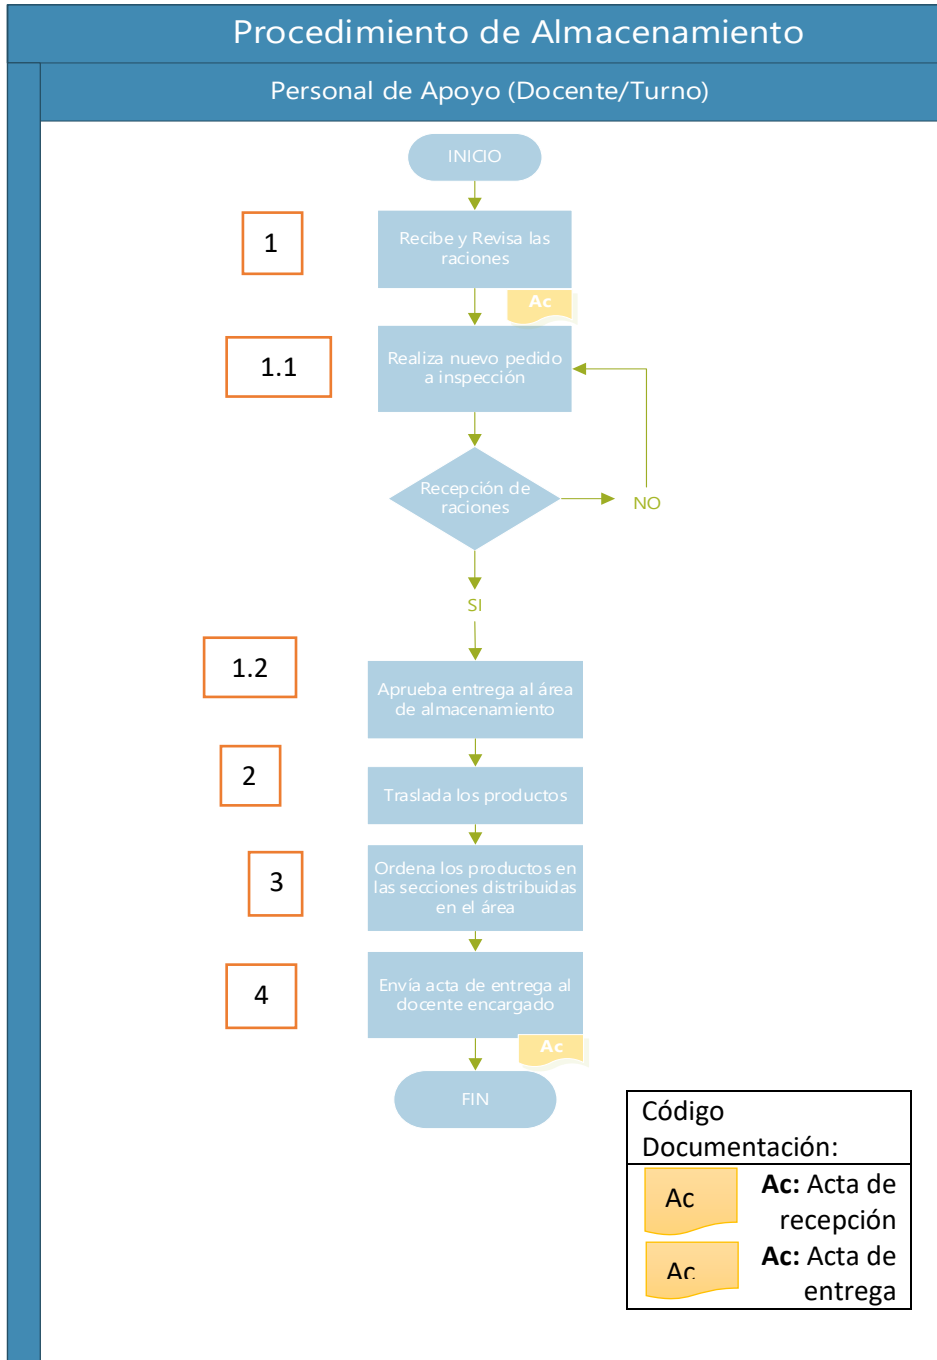 Procedimiento de Almacenamiento
Personal de Apoyo (Docente/Turno)
INICIO
1
Recibe y Revisa las
raciones
Ac
1.1
Realiza nuevo pedido
a inspección
Recepción de
raciones
NO
SI
1.2
Aprueba entrega al área
de almacenamiento
2
Traslada los productos
3
Ordena los productos en
las secciones distribuidas
en el área
4
Envía acta de entrega al
docente encargado
Ac
FIN
Código
Documentación:
Ac
Ac: Acta de
recepción
Ac
Ac: Acta de
entrega